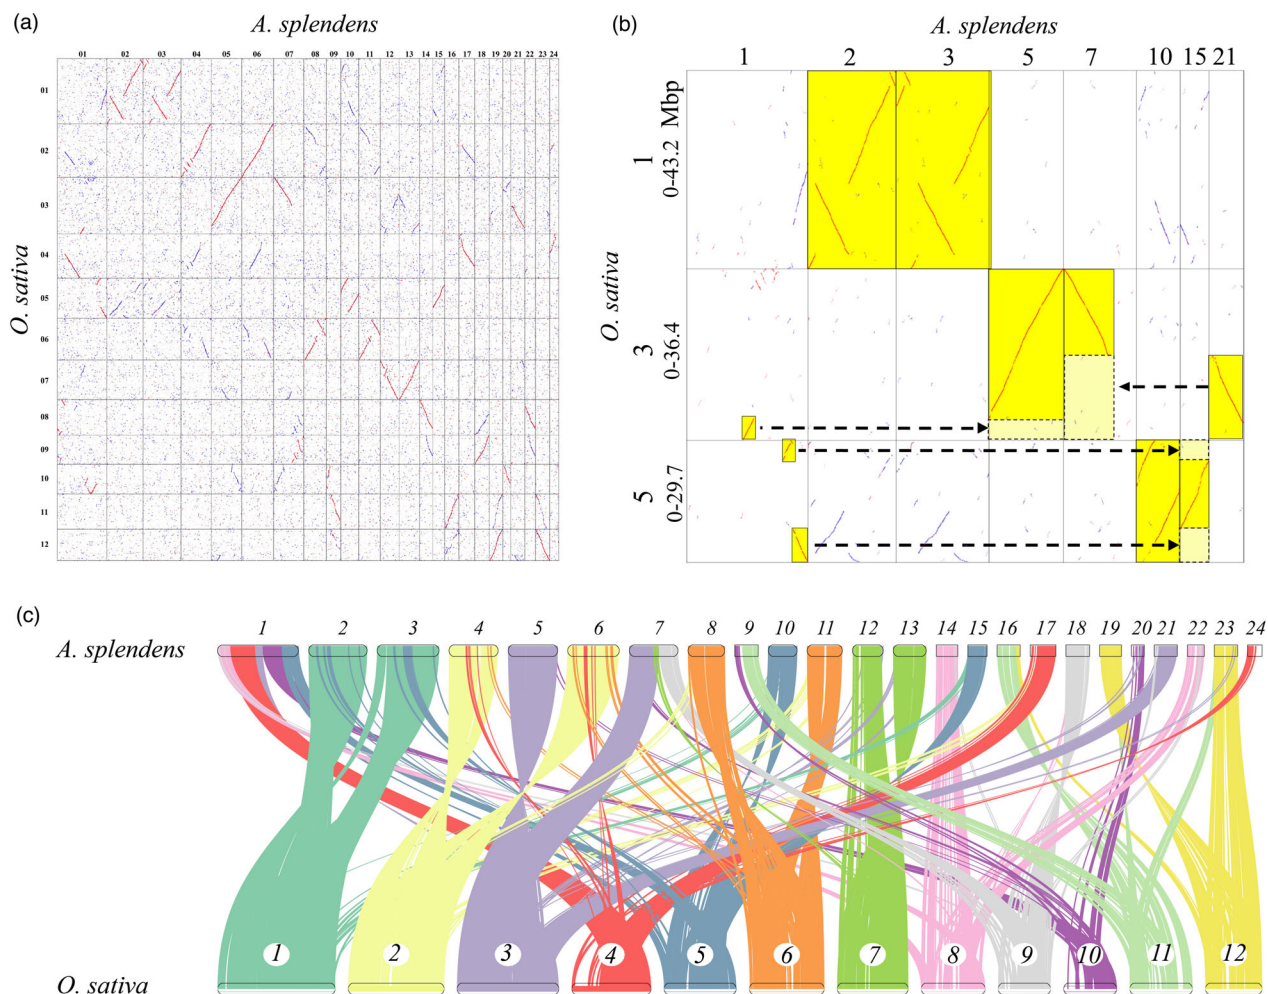 (a)
A. splendens
01 02 03 04 05 06 07 08 09 10 11 12 13 14 15 16 17 18 19 20 21 22 23 24
O. sativa
01
02
03
04
05
06
07
08
09
10
11
12
(b)
A. splendens
1 2 3 5 7 10 15 21
O. sativa
1
0-43.2 Mbp
3
0-36.4
5
0-29.7
(c)
A. splendens
1 2 3 4 5 6 7 8 9 10 11 12 13 14 15 16 17 18 19 20 21 22 23 24
1 2 3 4 5 6 7 8 9 10 11 12
O. sativa